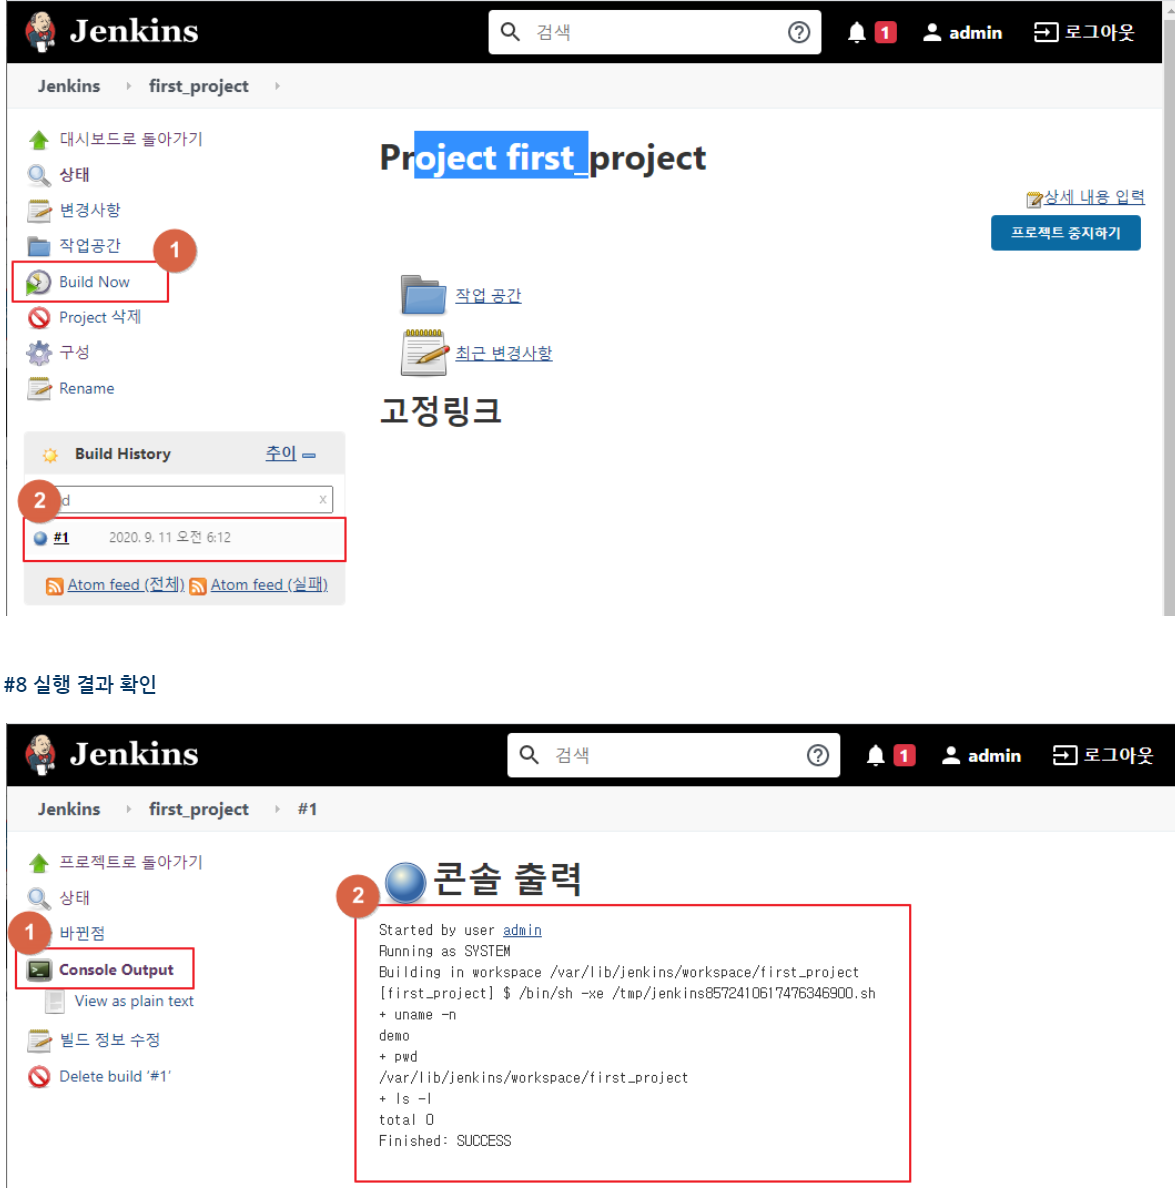 Jenkins 검색 1 admin 로그아웃
Jenkins first_project
대시보드로 돌아가기
상태
변경사항
작업공간
1
Build Now
Project 삭제
구성
Rename
Build History 추이
2
d x
#1 2020. 9. 11 오전 6:12
Atom feed (전체) Atom feed (실패)
Project first_project
상세 내용 입력
프로젝트 중지하기
작업 공간
최근 변경사항
고정링크
#8 실행 결과 확인
Jenkins 검색 1 admin 로그아웃
Jenkins first_project #1
프로젝트로 돌아가기
상태
1 바뀐점
Console Output
View as plain text
빌드 정보 수정
Delete build ‘#1’
콘솔 출력
2
Started by user admin
Running as SYSTEM
Building in workspace /var/lib/jenkins/workspace/first_project
[first_project] $ /bin/sh -xe /tmp/jenkins8572410617476346900.sh
+ uname -n
demo
+ pwd
/var/lib/jenkins/workspace/first_project
+ ls -l
total 0
Finished: SUCCESS